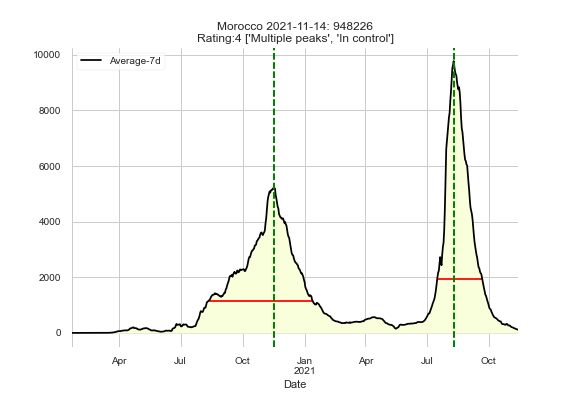 Morocco 2021-11-14: 948226
Rating:4 ['Multiple peaks', 'In control']
Average-7d
10000
8000
6000
4000
2000
0
Apr
Jul
Oct
Jan
2021
Apr
Jul
Oct
Date